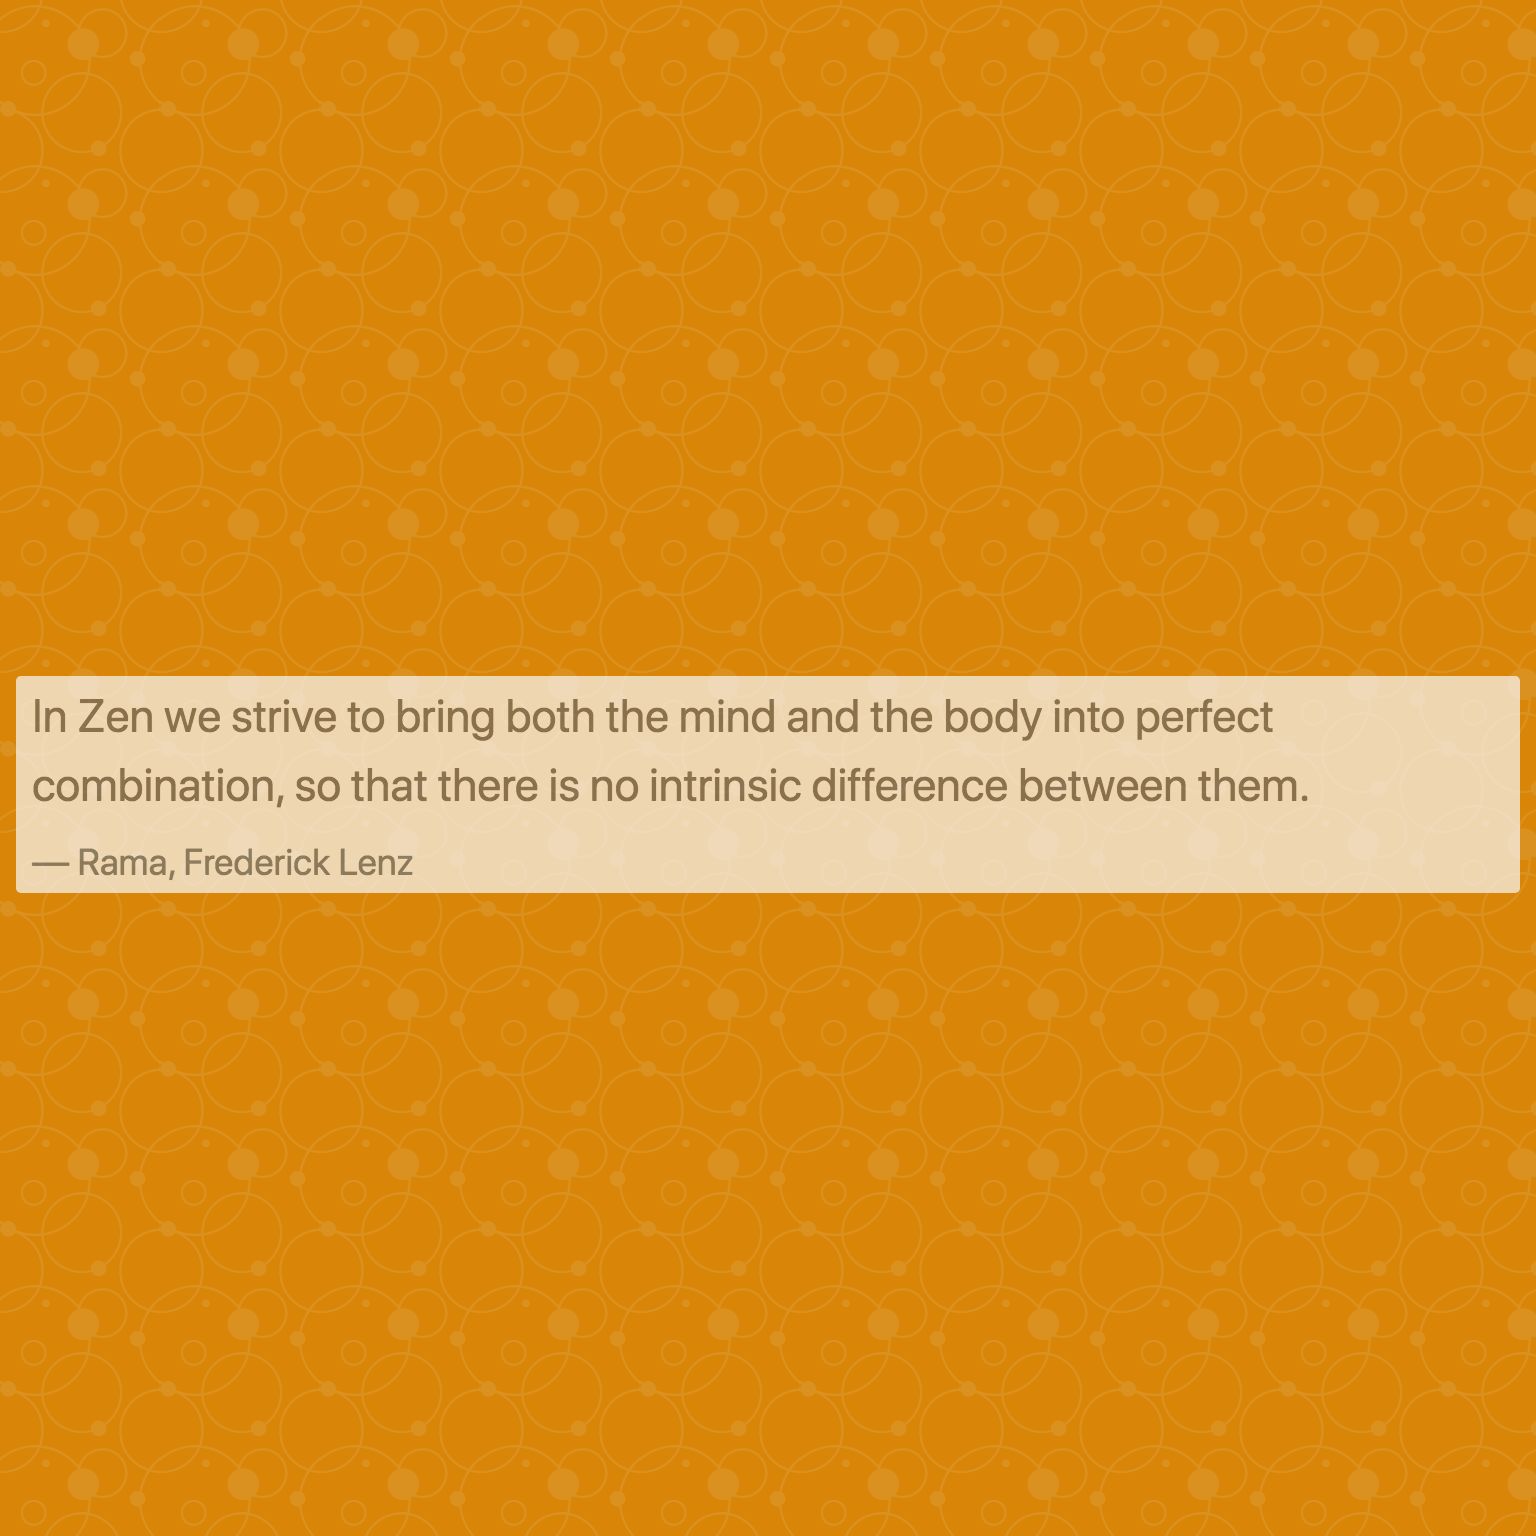 In Zen we strive to bring both the mind and the body into perfect
combination, so that there is no intrinsic difference between them.
— Rama, Frederick Lenz